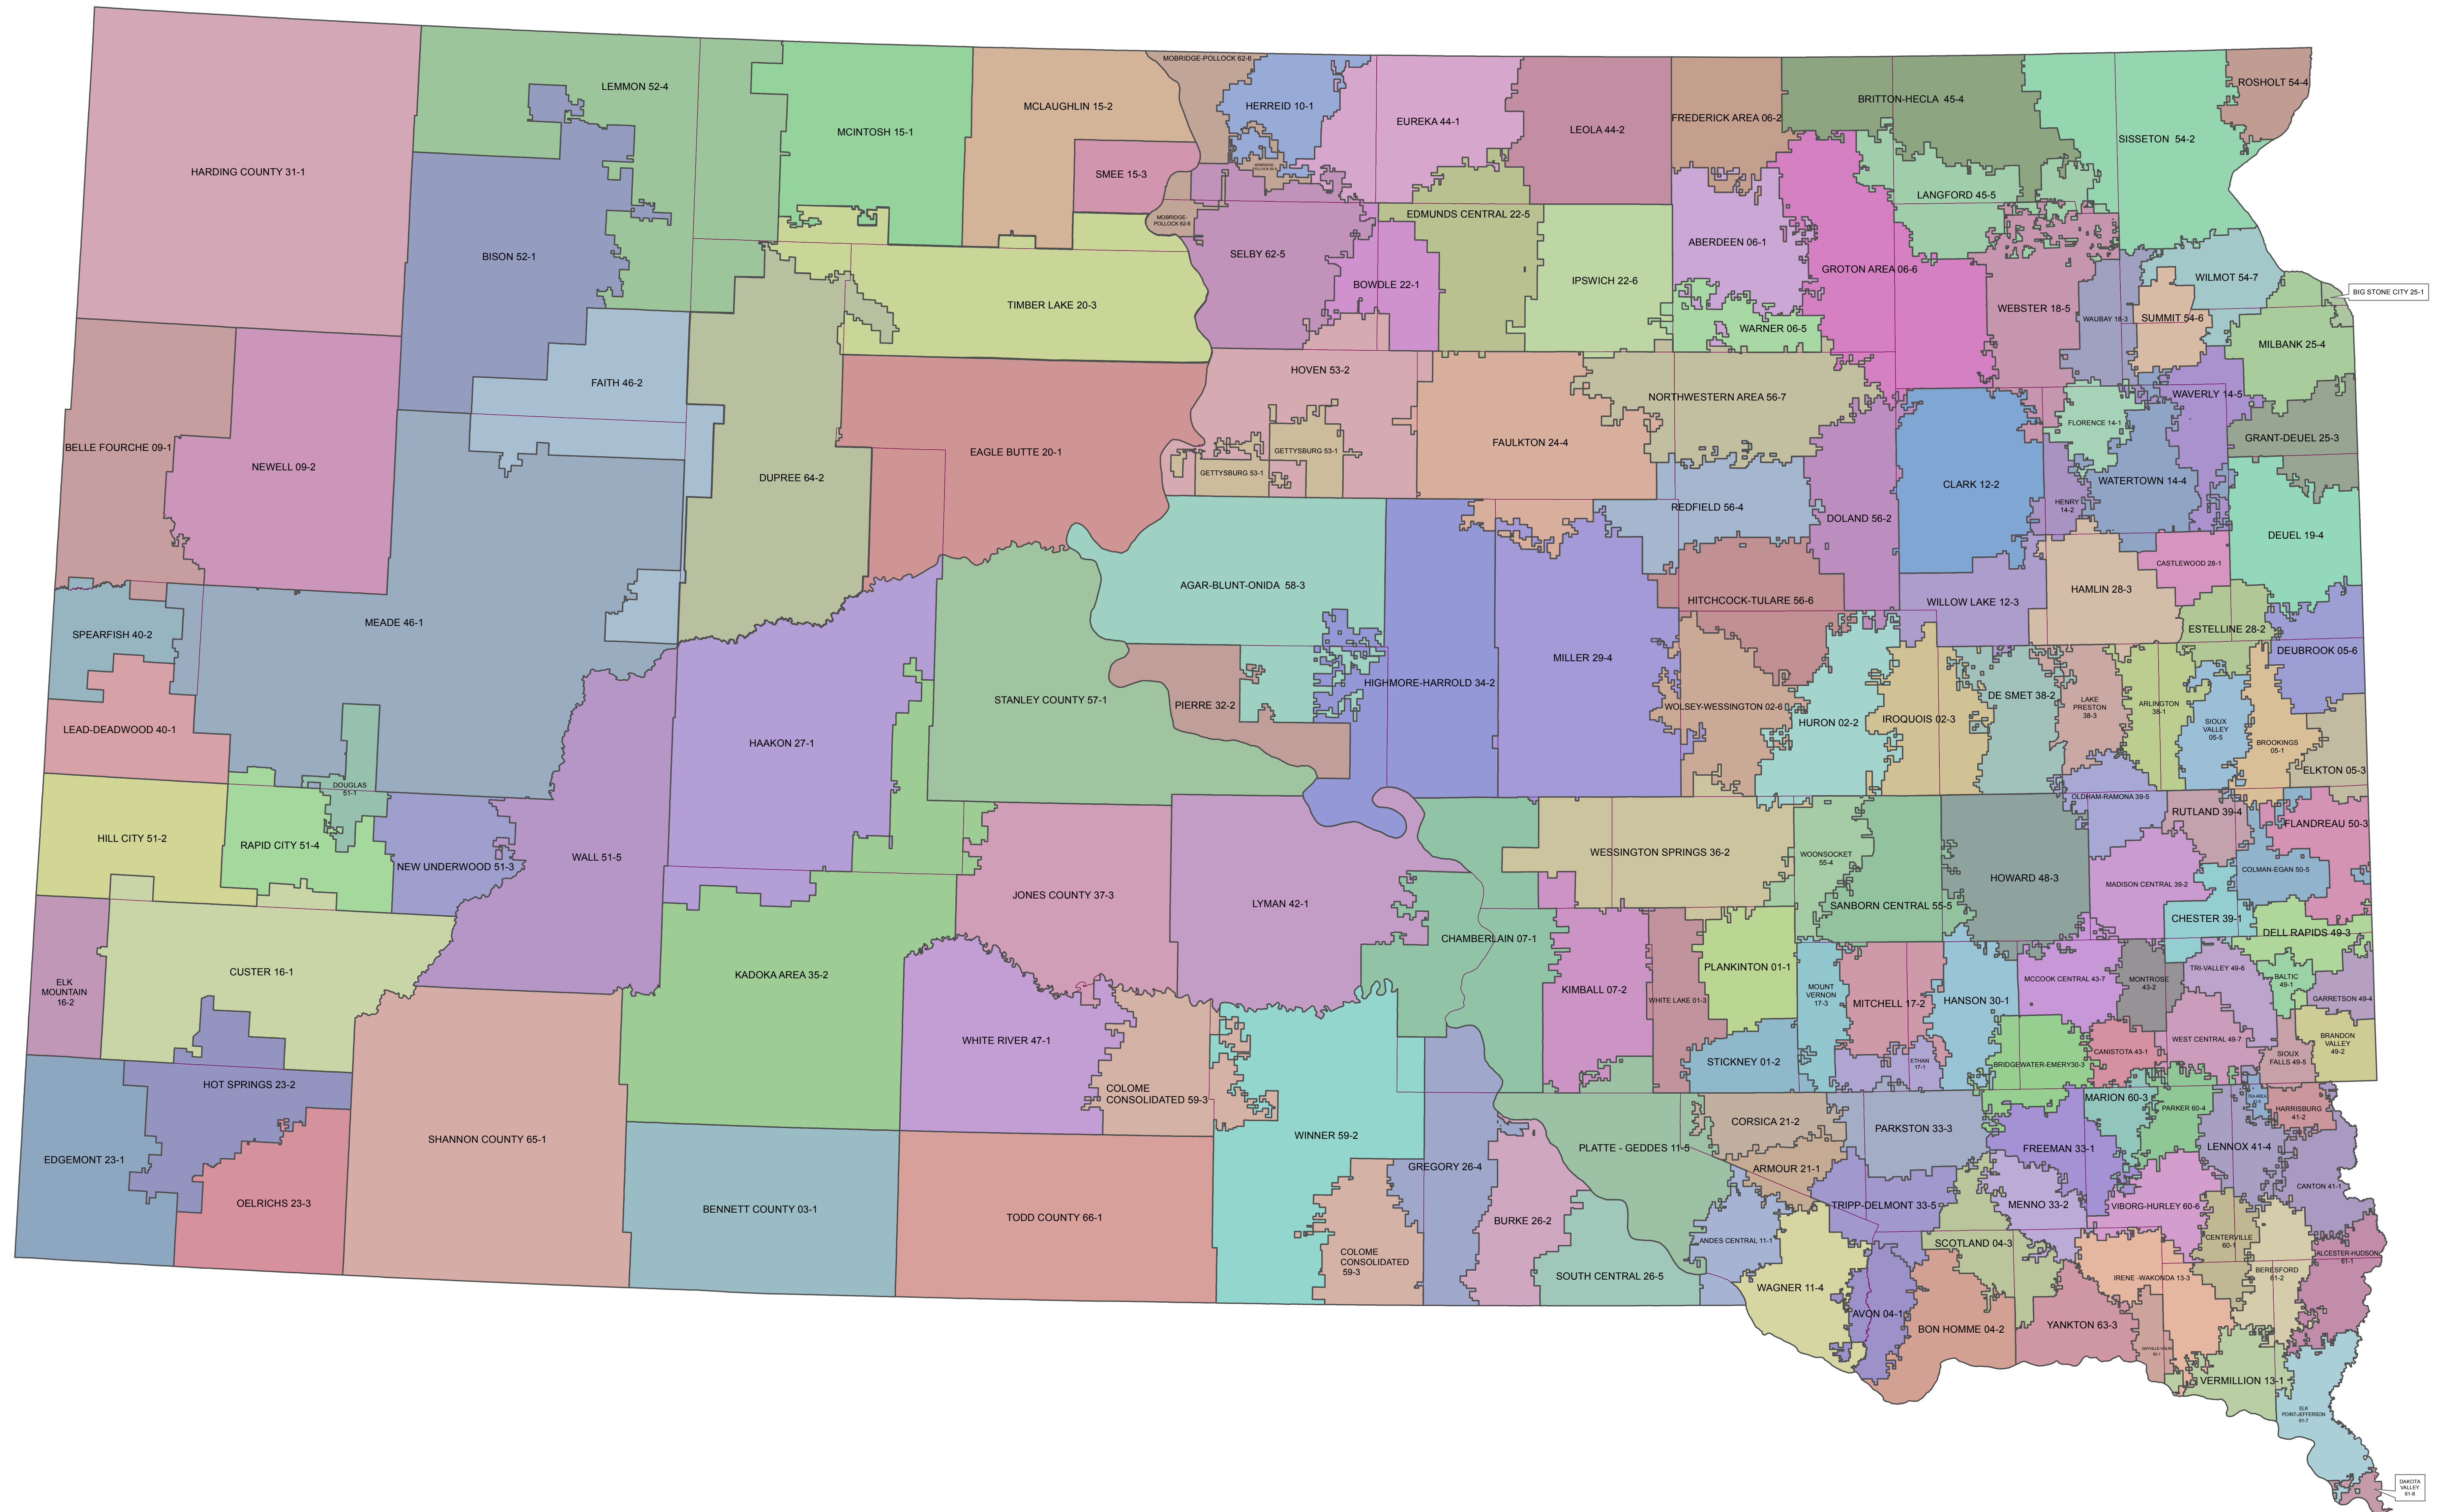 MOBRIDGE-POLLOCK 62-6
ROSHOLT 54-4
LEMMON 52-4
HERREID 10-1
MCLAUGHLIN 15-2
BRITTON-HECLA 45-4
EUREKA 44-1
FREDERICK AREA 06-2
LEOLA 44-2
MCINTOSH 15-1
SISSETON 54-2
HARDING COUNTY 31-1
SMEE 15-3
LANGFORD 45-5
MOBRIDGE-
POLLOCK 62-6
EDMUNDS CENTRAL 22-5
ABERDEEN 06-1
SELBY 62-5
BISON 52-1
GROTON AREA 06-6
WILMOT 54-7
IPSWICH 22-6
BOWDLE 22-1
BIG STONE CITY 25-1
TIMBER LAKE 20-3
WEBSTER 18-5
WAUBAY 18-3
SUMMIT 54-6
WARNER 06-5
MILBANK 25-4
HOVEN 53-2
FAITH 46-2
WAVERLY 14-5
NORTHWESTERN AREA 56-7
FLORENCE 14-1
GRANT-DEUEL 25-3
FAULKTON 24-4
BELLE FOURCHE 09-1
EAGLE BUTTE 20-1
GETTYSBURG 53-1
NEWELL 09-2
GETTYSBURG 53-1
DUPREE 64-2
WATERTOWN 14-4
CLARK 12-2
HENRY
14-2
REDFIELD 56-4
DOLAND 56-2
DEUEL 19-4
CASTLEWOOD 28-1
AGAR-BLUNT-ONIDA 58-3
HAMLIN 28-3
HITCHCOCK-TULARE 56-6
WILLOW LAKE 12-3
MEADE 46-1
ESTELLINE 28-2
SPEARFISH 40-2
DEUBROOK 05-6
MILLER 29-4
HIGHMORE-HARROLD 34-2
DE SMET 38-2
STANLEY COUNTY 57-1
LAKE
PRESTON
38-3
ARLINGTON
38-1
PIERRE 32-2
WOLSEY-WESSINGTON 02-6
HURON 02-2
IROQUOIS 02-3
SIOUX
VALLEY
05-5
LEAD-DEADWOOD 40-1
HAAKON 27-1
BROOKINGS
05-1
ELKTON 05-3
DOUGLAS
51-1
OLDHAM-RAMONA 39-5
RUTLAND 39-4
FLANDREAU 50-3
HILL CITY 51-2
RAPID CITY 51-4
WALL 51-5
WESSINGTON SPRINGS 36-2
WOONSOCKET
55-4
NEW UNDERWOOD 51-3
COLMAN-EGAN 50-5
HOWARD 48-3
MADISON CENTRAL 39-2
JONES COUNTY 37-3
LYMAN 42-1
SANBORN CENTRAL 55-5
CHESTER 39-1
DELL RAPIDS 49-3
CHAMBERLAIN 07-1
PLANKINTON 01-1
TRI-VALLEY 49-6
CUSTER 16-1
KADOKA AREA 35-2
MCCOOK CENTRAL 43-7
MONTROSE
43-2
BALTIC
49-1
ELK
MOUNTAIN
16-2
KIMBALL 07-2
MOUNT
VERNON
17-3
WHITE LAKE 01-3
MITCHELL 17-2
HANSON 30-1
GARRETSON 49-4
WHITE RIVER 47-1
WEST CENTRAL 49-7
BRANDON
VALLEY
49-2
CANISTOTA 43-1
SIOUX
FALLS 49-5
STICKNEY 01-2
ETHAN
17-1
BRIDGEWATER-EMERY30-3
HOT SPRINGS 23-2
COLOME
CONSOLIDATED 59-3
MARION 60-3
TEA AREA
41-5
PARKER 60-4
HARRISBURG
41-2
CORSICA 21-2
PARKSTON 33-3
WINNER 59-2
SHANNON COUNTY 65-1
PLATTE - GEDDES 11-5
FREEMAN 33-1
LENNOX 41-4
EDGEMONT 23-1
GREGORY 26-4
ARMOUR 21-1
CANTON 41-1
OELRICHS 23-3
BENNETT COUNTY 03-1
TODD COUNTY 66-1
TRIPP-DELMONT 33-5
MENNO 33-2
VIBORG-HURLEY 60-6
BURKE 26-2
ANDES CENTRAL 11-1
SCOTLAND 04-3
CENTERVILLE
60-1
ALCESTER-HUDSON
61-1
COLOME
CONSOLIDATED
59-3
SOUTH CENTRAL 26-5
WAGNER 11-4
IRENE -WAKONDA 13-3
BERESFORD
61-2
AVON 04-1
BON HOMME 04-2
YANKTON 63-3
VERMILLION 13-1
ELK
POINT-JEFFERSON
61-7
DAKOTA
VALLEY
61-8